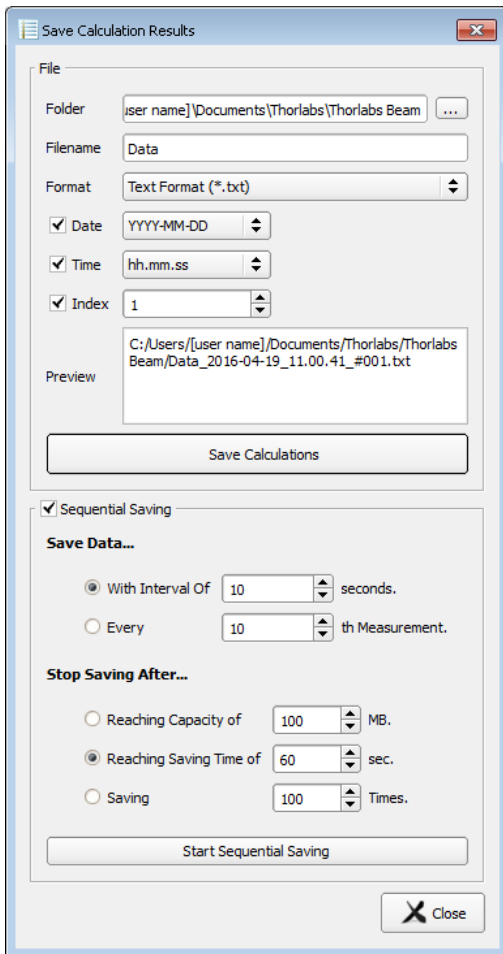 Save Calculation Results
File
Folder user name]\Documents\Thorlabs\Thorlabs Beam ...
Filename Data
Format Text Format (*.txt)
Date YYYY-MM-DD
Time hh.mm.ss
Index 1
C:/Users/[user name]/Documents/Thorlabs/Thorlabs
Beam/Data_2016-04-19_11.00.41_#001.txt
Preview
Save Calculations
Sequential Saving
Save Data...
With Interval Of 10 seconds.
Every 10 th Measurement.
Stop Saving After...
Reaching Capacity of 100 MB.
Reaching Saving Time of 60 sec.
Saving 100 Times.
Start Sequential Saving
Close